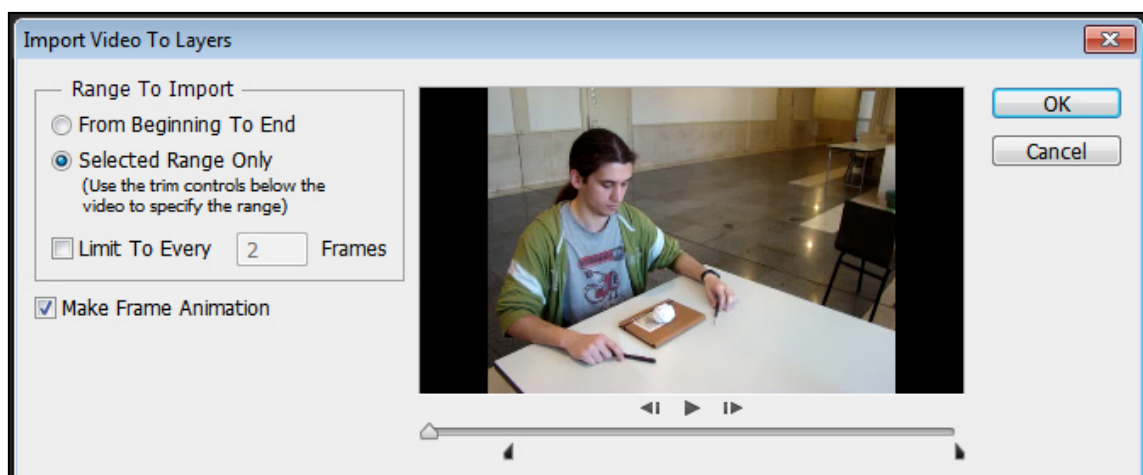 Import Video To Layers
Range To Import
From Beginning To End
Selected Range Only
(Use the trim controls below the
video to specify the range)
Limit To Every 2 Frames
Make Frame Animation
OK
Cancel